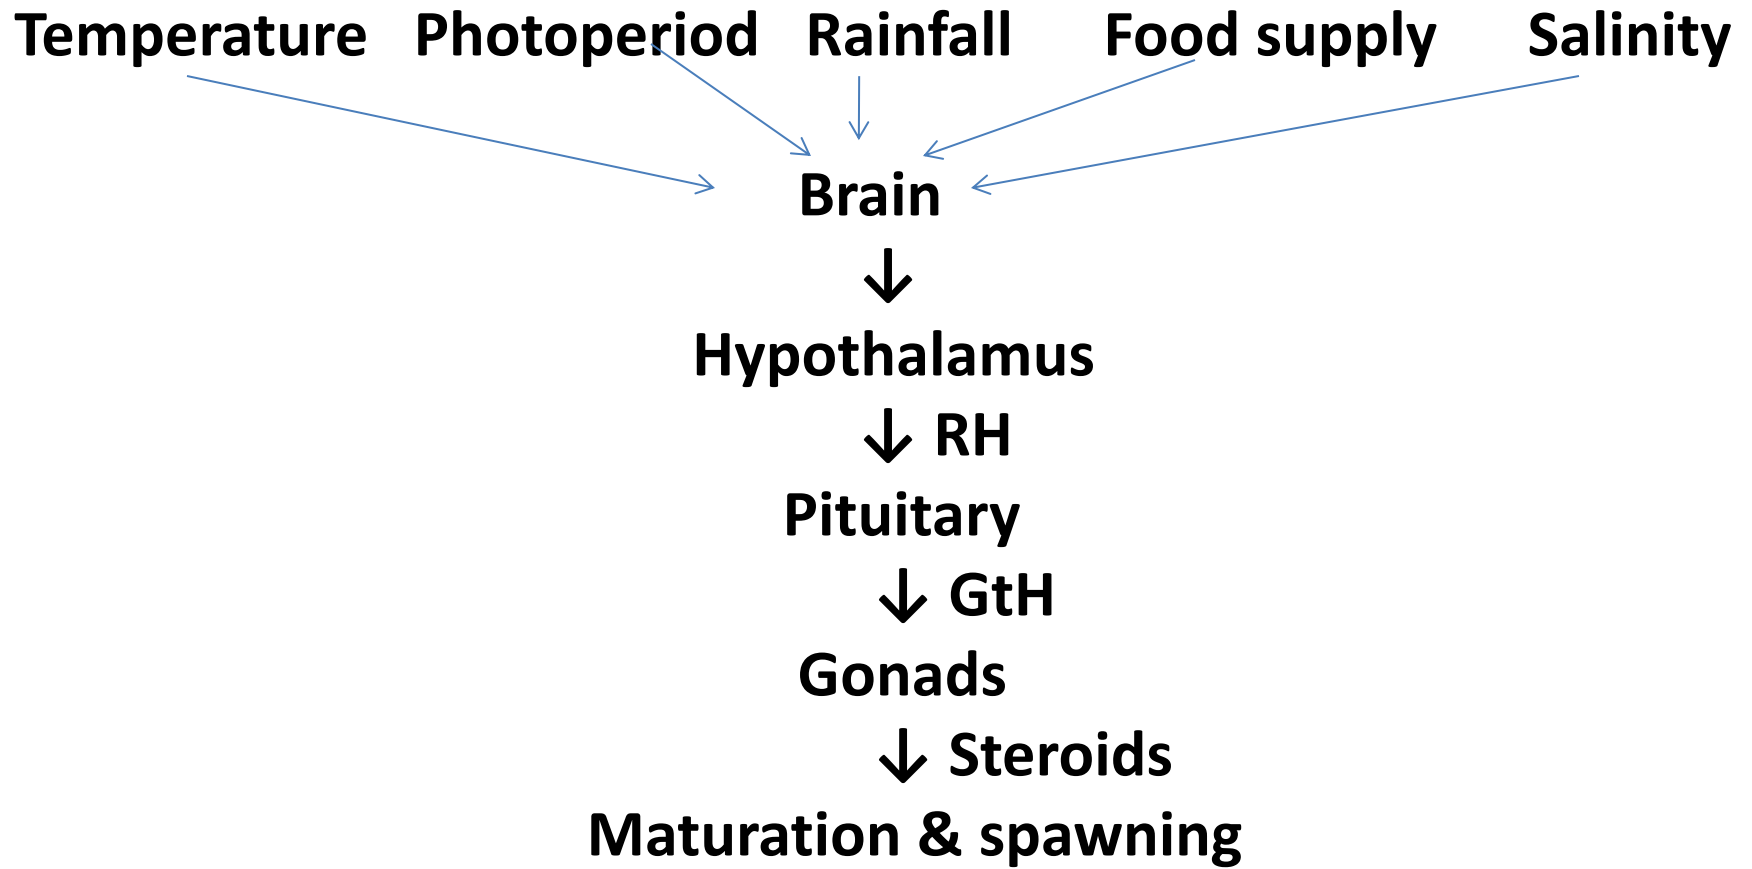 Temperature Photoperiod Rainfall Food supply Salinity
Brain
↓
Hypothalamus
↓ RH
Pituitary
↓ GtH
Gonads
↓ Steroids
Maturation & spawning